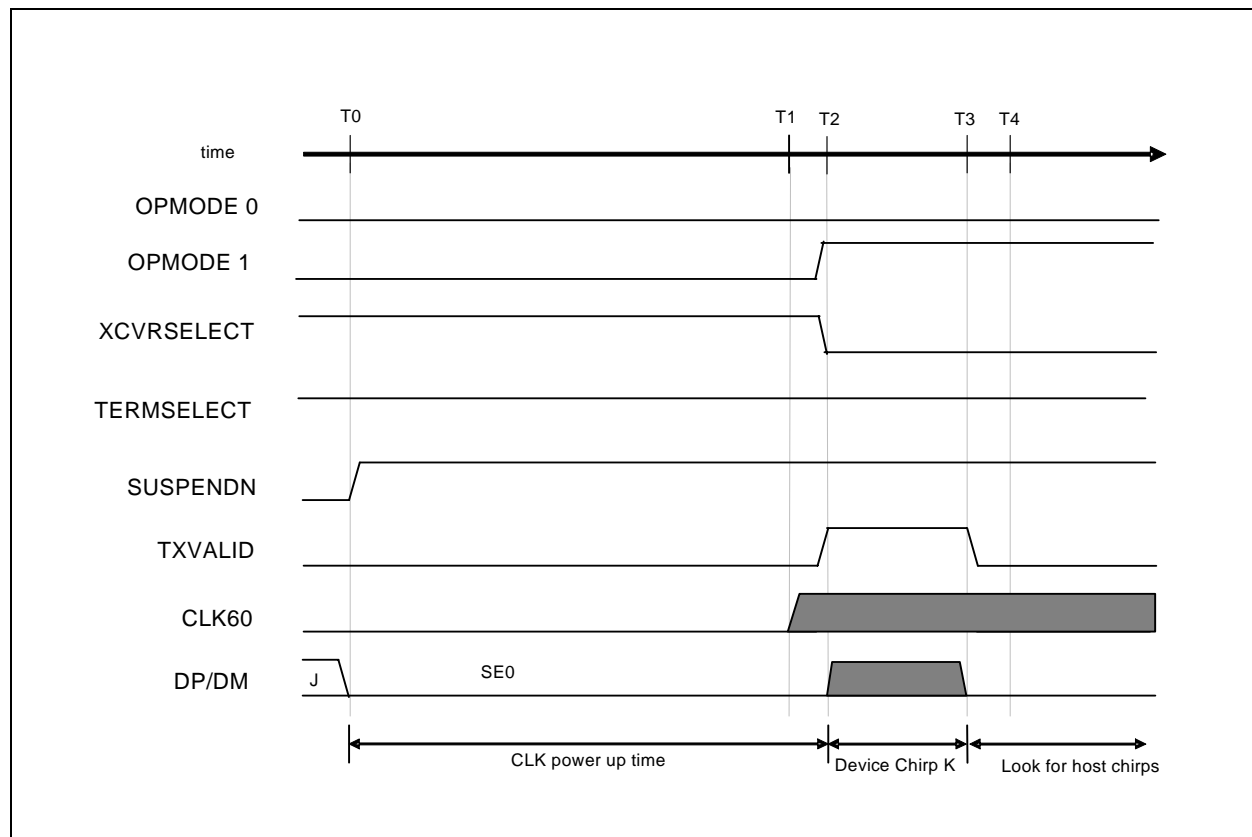 T0 T1 T2 T3 T4
time
OPMODE 0
OPMODE 1
XCVRSELECT
TERMSELECT
SUSPENDN
TXVALID
CLK60
DP/DM J SE0
CLK power up time Device Chirp K Look for host chirps